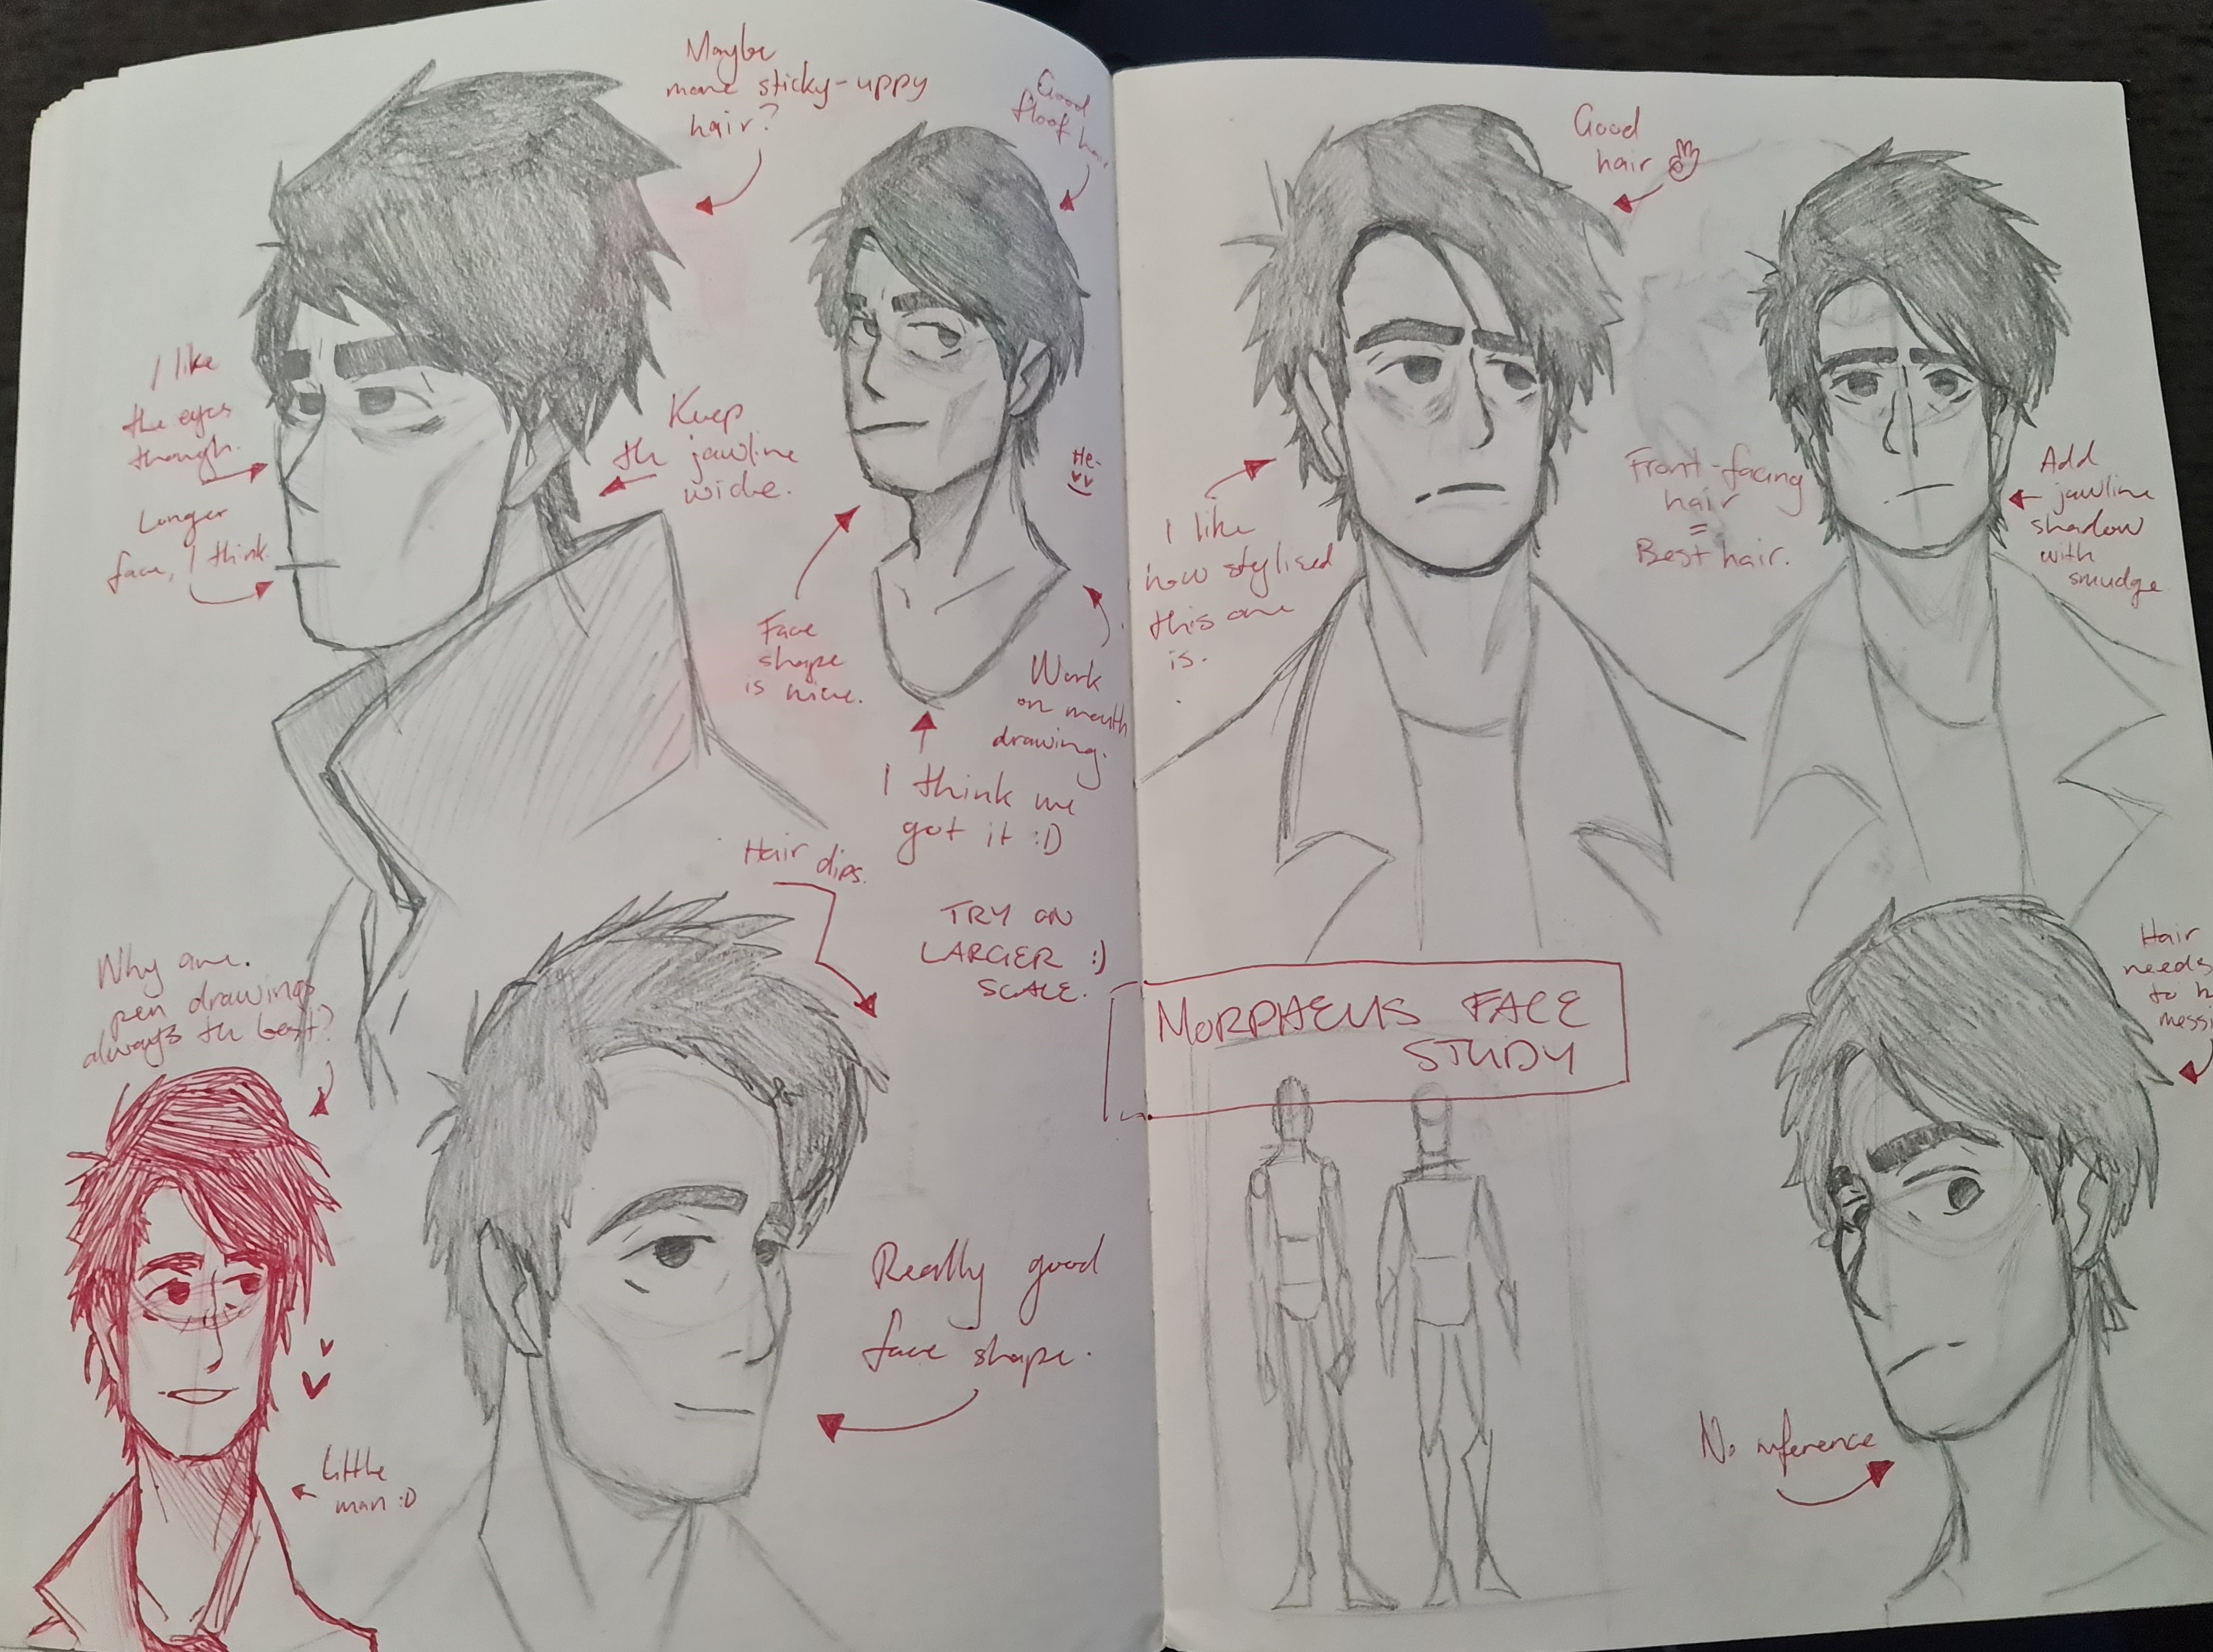 Maybe
more sticky-uppy
hair?
Good
floof hair
I like
the eyes
though.
Keep
the jawline
wide.
Longer
face, I think.
He-
Face
shape
is nice.
Work
on mouth
drawing.
I think we
got it :D
Hair dips.
TRY ON
LARGER :)
SCALE.
Why are
pen drawings
always the best?
Little
man :D
Really good
face shape.
Good
hair
I like
how stylised
this one
is.
Front-facing
hair
=
Best hair.
Add
jawline
shadow
with
smudge.
MORPHAEUS FACE
STUDY
Hair
needs
to
No reference